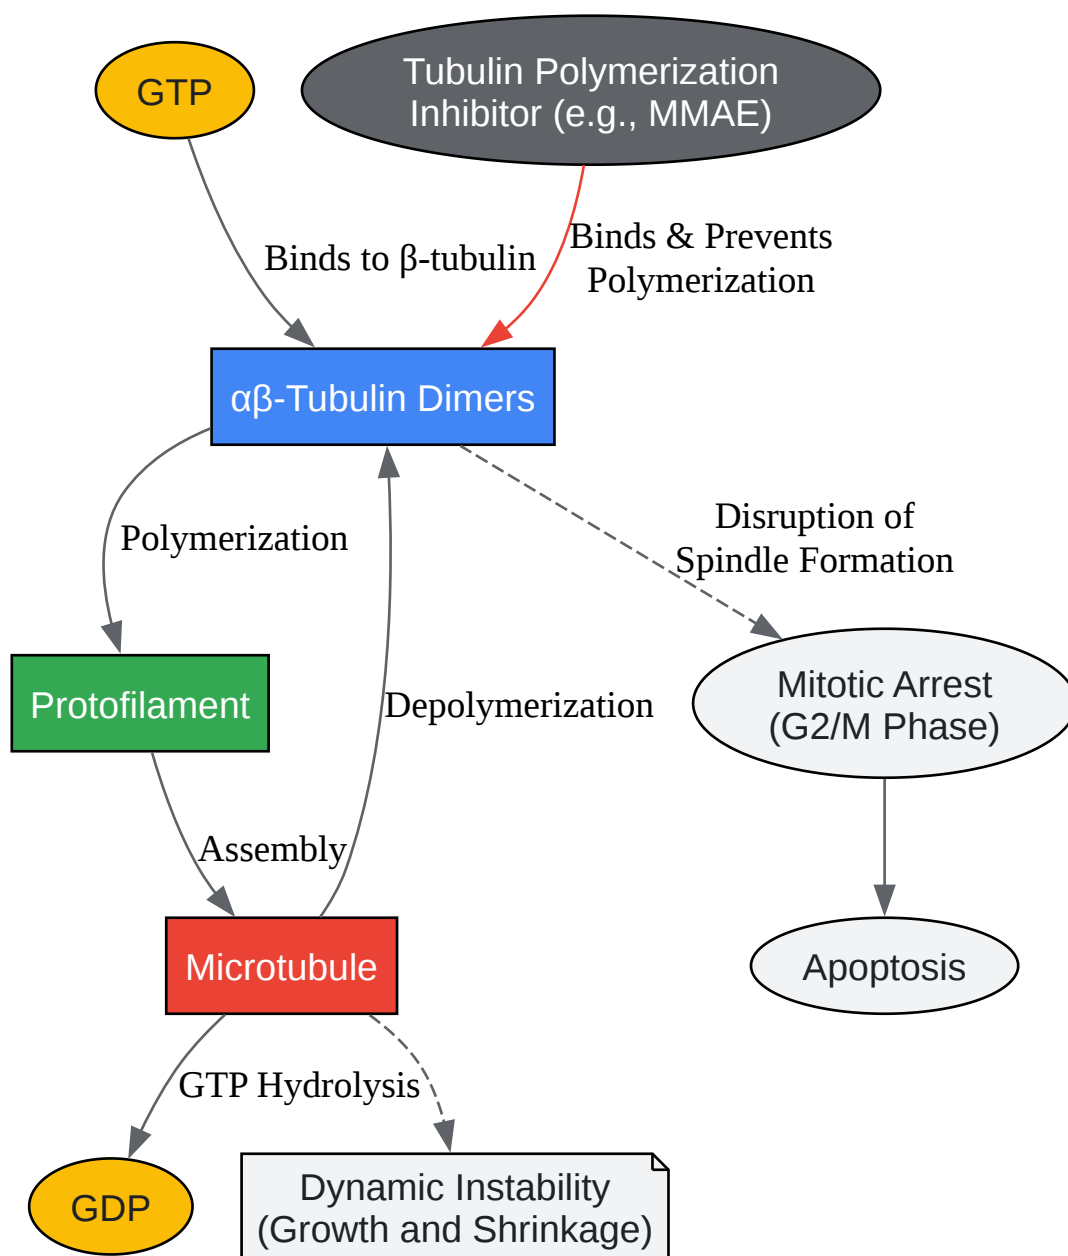 GTP
Tubulin Polymerization
Inhibitor (e.g., MMAE)
Binds to β-tubulin
Binds & Prevents
Polymerization
αβ-Tubulin Dimers
Polymerization
Disruption of
Spindle Formation
Protofilament
Depolymerization
Mitotic Arrest
(G2/M Phase)
Assembly
Microtubule
Apoptosis
GTP Hydrolysis
GDP
Dynamic Instability
(Growth and Shrinkage)